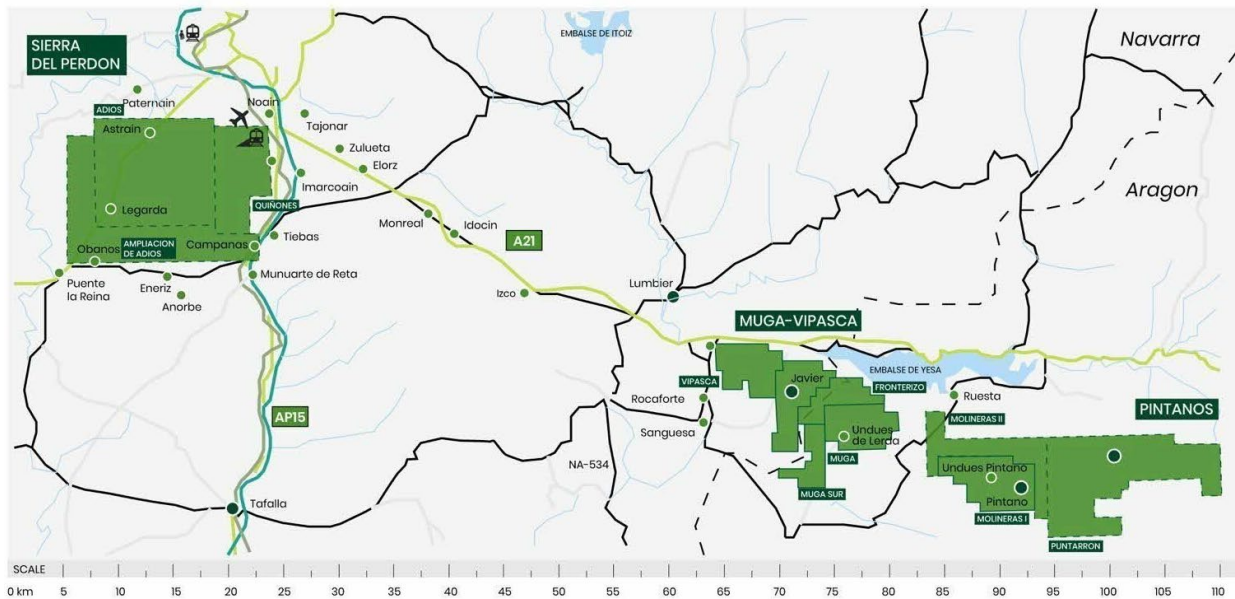 EMBALSE DE ITOIZ
Navarra
SIERRA
DEL PERDON
Paternain
Noain
ADIOS
Astrain
Tajonar
Zulueta
Elorz
Imarcoain
Aragon
Legarda
QUIÑONES
Monreal
Idocin
A21
Obanos
AMPLIACION
DE ADIOS
Campanas
Tiebas
Puente
la Reina
Eneriz
Anorbe
Munuarte de Reta
Izco
Lumbier
MUGA-VIPASCA
EMBALSE DE YESA
VIPASCA
Javier
FRONTERIZO
Rocaforte
Ruesta
PINTANOS
AP15
Sanguesa
MOLINERAS II
Undues
de Lerda
MUGA
NA-534
Undues Pintano
MUGA SUR
Pintano
Tafalla
MOLINERAS I
PUNTARRON
SCALE
0 km 5 10 15 20 25 30 35 40 45 50 55 60 65 70 75 80 85 90 95 100 105 110